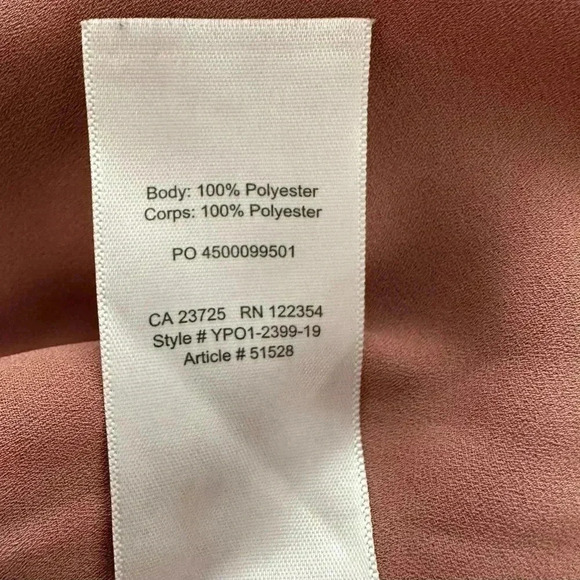 Body: 100% Polyester
Corps: 100% Polyester
PO 4500099501
CA 23725 RN 122354
Style # YPO1-2399-19
Article # 51528